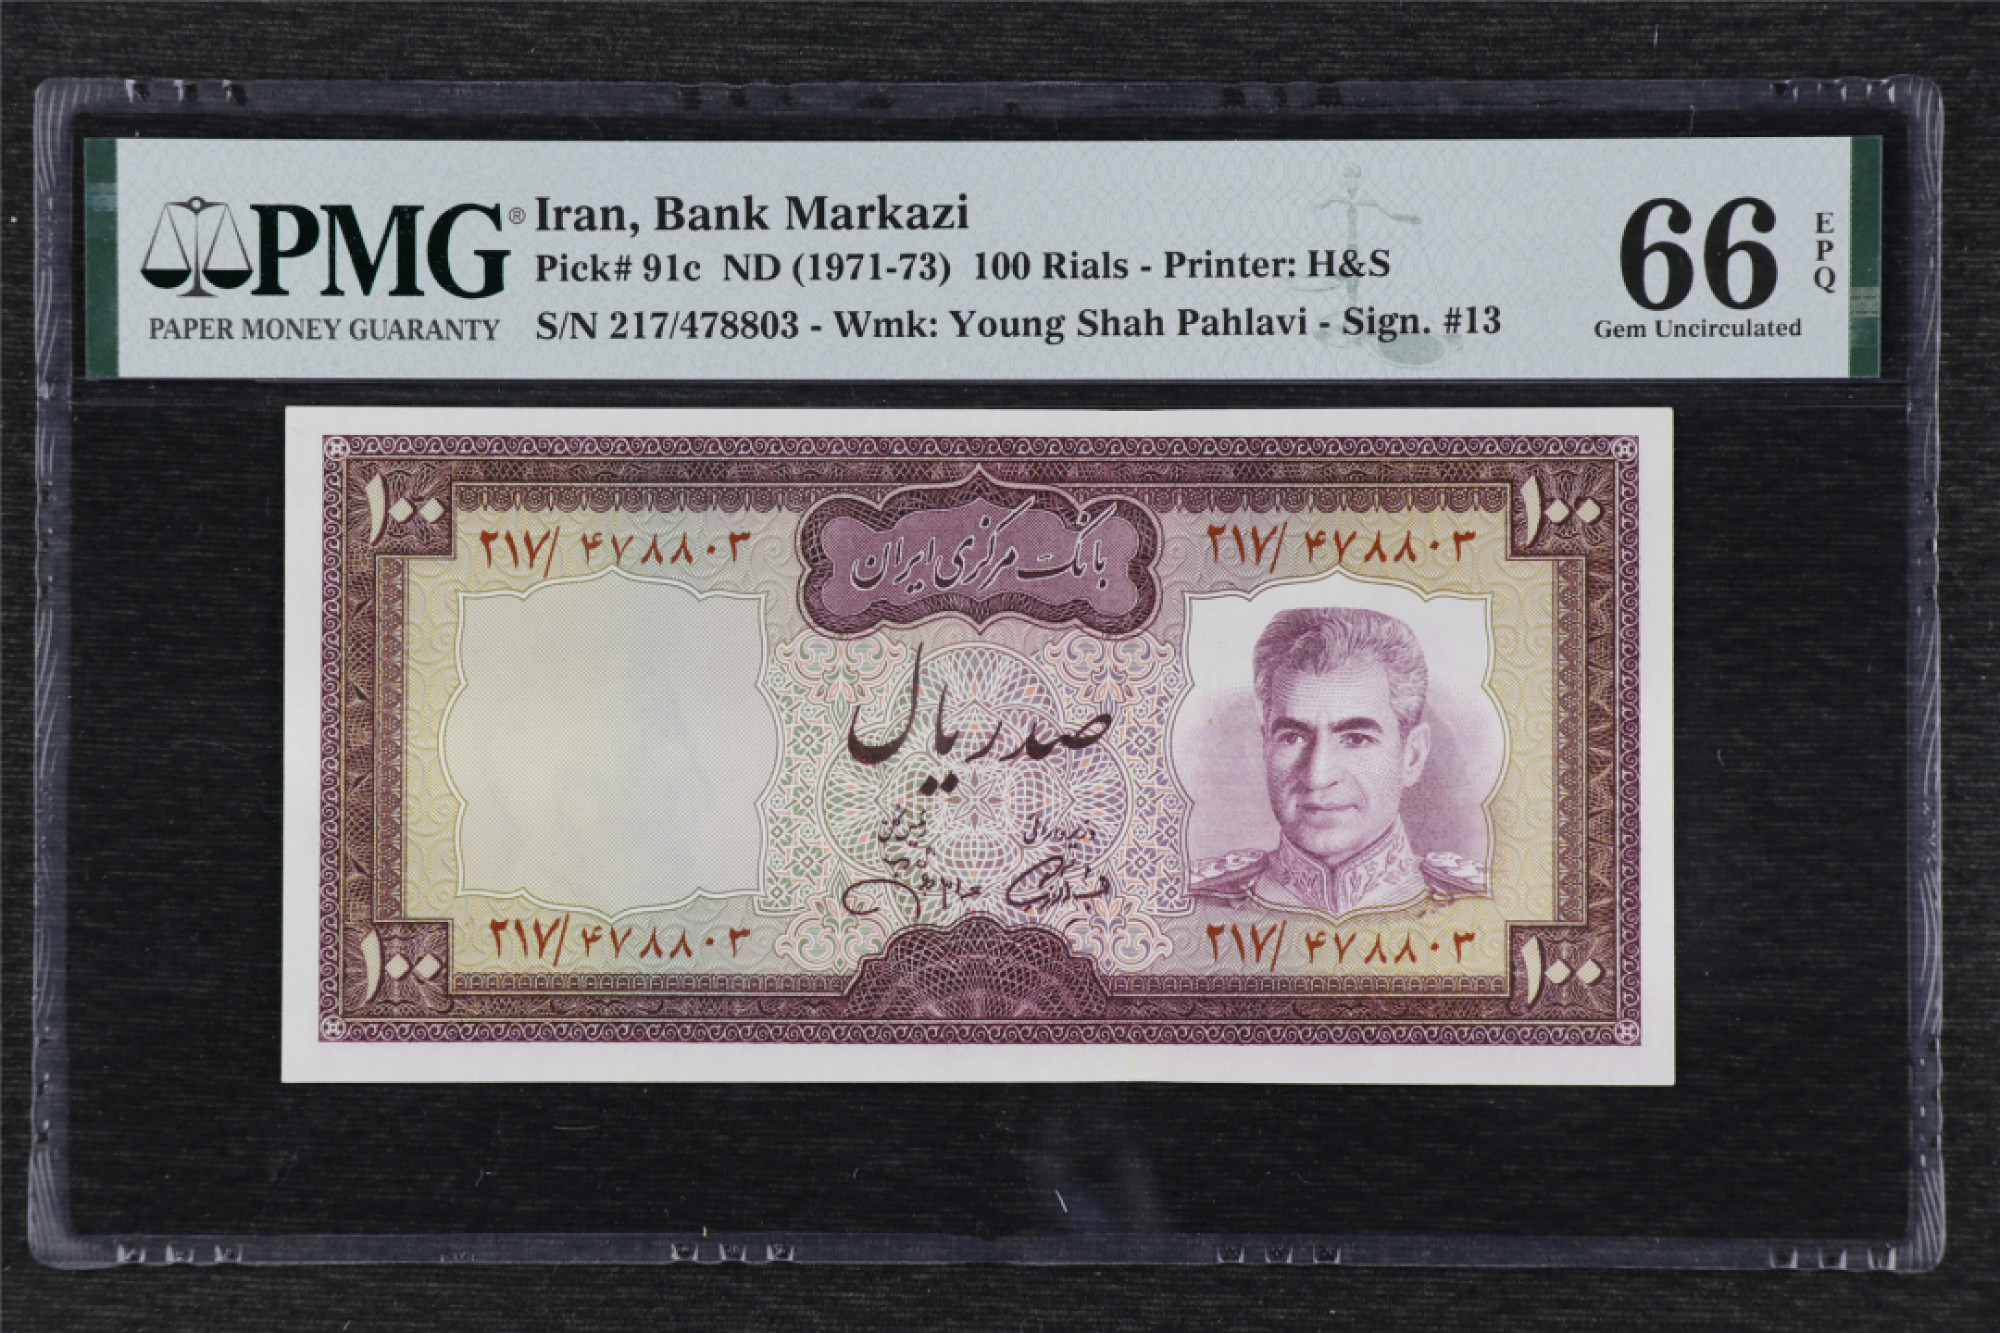 PMG®
PAPER MONEY GUARANTY
Iran, Bank Markazi
Pick# 91c ND (1971-73) 100 Rials - Printer: H&S
S/N 217/478803 - Wmk: Young Shah Pahlavi - Sign. #13
66 EPQ
Gem Uncirculated
۱۰۰ ۱۰۰
۲۱۷/۴۷۸۸۰۳ ۲۱۷/۴۷۸۸۰۳
بانک مرکزی ایران
صد ریال
وزیر دارائی
۲۱۷/۴۷۸۸۰۳ ۲۱۷/۴۷۸۸۰۳
۱۰۰ ۱۰۰